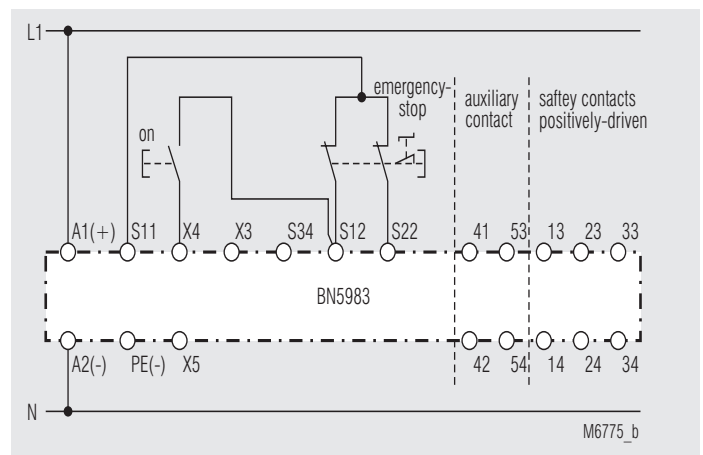 L1
emergency-
stop
auxiliary
contact
saftey contacts
positively-driven
on
A1(+) S11 X4 X3 S34 S12 S22 41 53 13 23 33
BN5983
A2(-) PE(-) X5 42 54 14 24 34
N
M6775_b